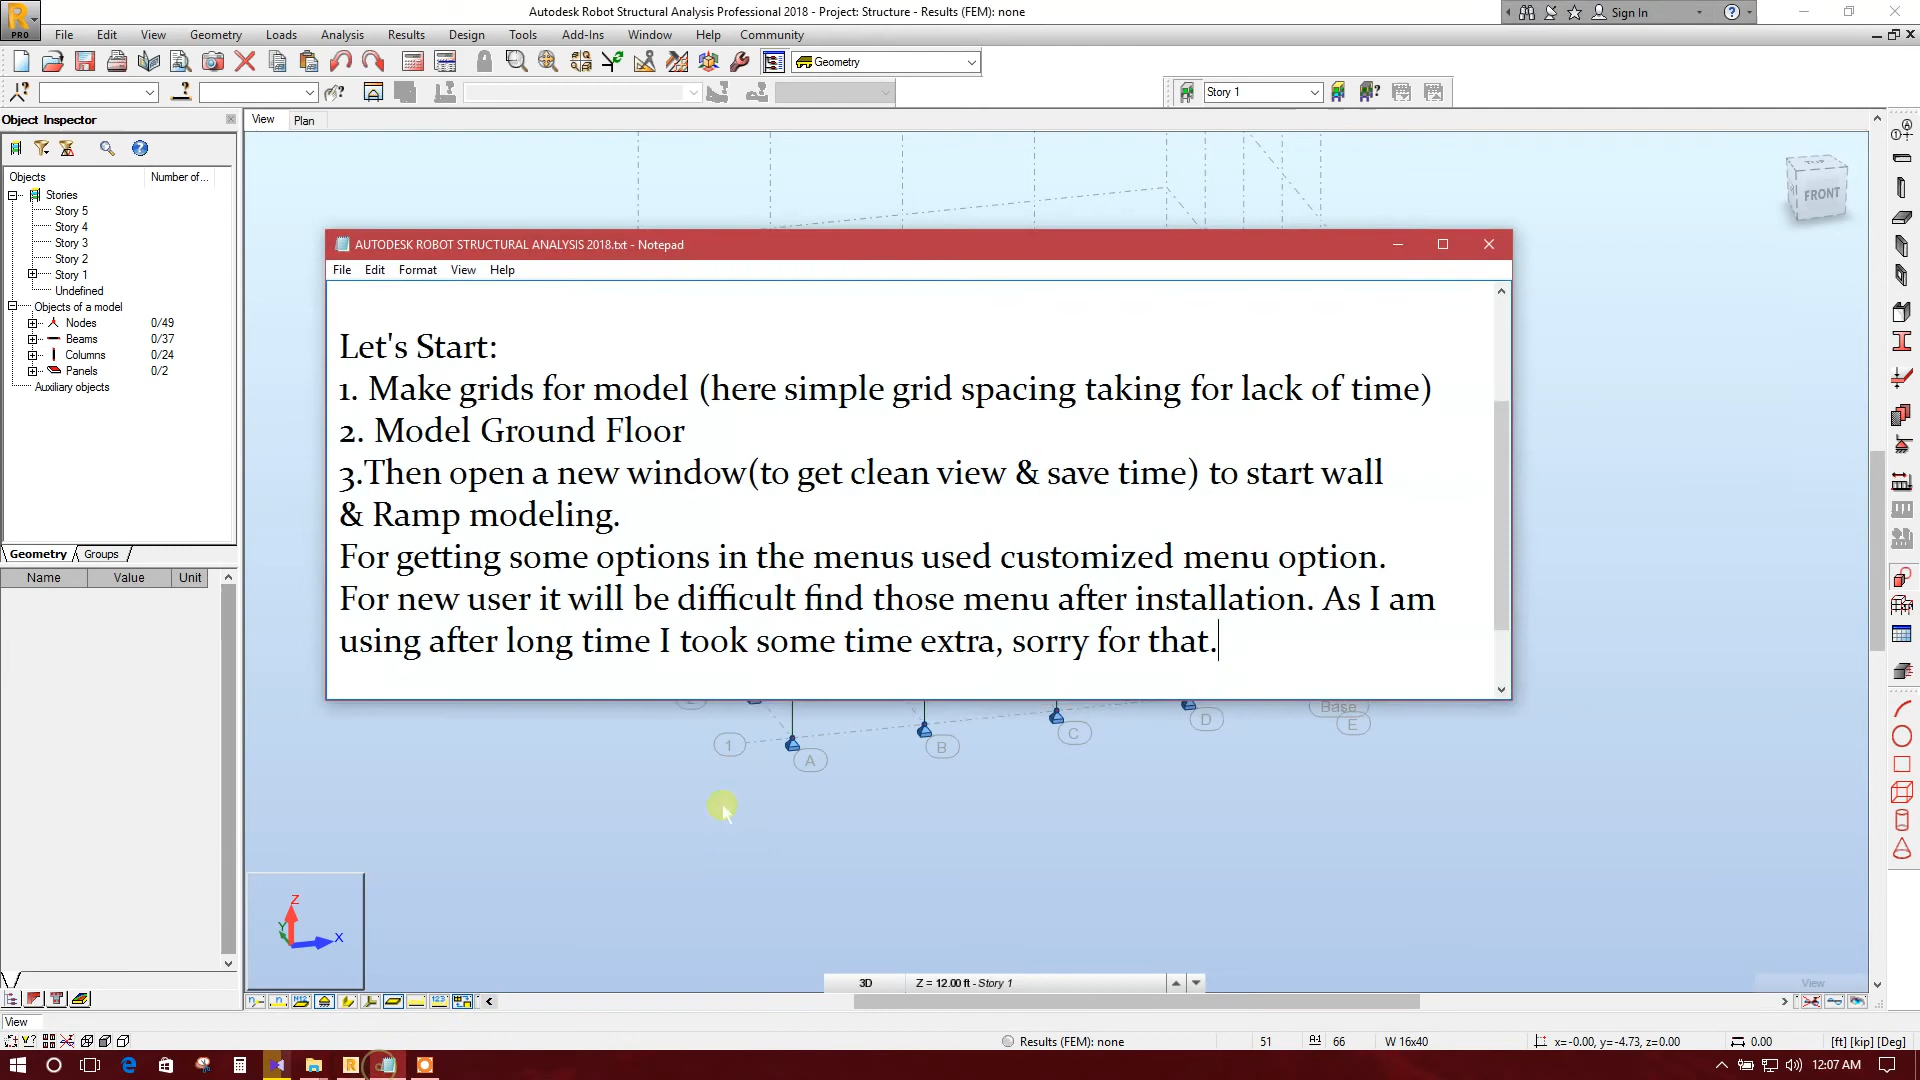 PRO
Autodesk Robot Structural Analysis Professional 2018 - Project: Structure - Results (FEM): none
Sign In
File Edit View Geometry Loads Analysis Results Design Tools Add-Ins Window Help Community
Geometry
Story 1
Object Inspector
View Plan
Objects Number of...
Stories
Story 5
Story 4
Story 3
Story 2
Story 1
Undefined
Objects of a model
Nodes 0/49
Beams 0/37
Columns 0/24
Panels 0/2
Auxiliary objects
Geometry Groups
Name Value Unit
TOP
FRONT
AUTODESK ROBOT STRUCTURAL ANALYSIS 2018.txt - Notepad
File Edit Format View Help
Let's Start:
1. Make grids for model (here simple grid spacing taking for lack of time)
2. Model Ground Floor
3.Then open a new window(to get clean view & save time) to start wall
& Ramp modeling.
For getting some options in the menus used customized menu option.
For new user it will be difficult find those menu after installation. As I am
using after long time I took some time extra, sorry for that.
Base
E
D
C
B
1
A
Z
Y
X
3D Z = 12.00 ft - Story 1
View
View
Results (FEM): none 51 66 W 16x40 x=-0.00, y=-4.73, z=0.00 0.00 [ft] [kip] [Deg]
12:07 AM